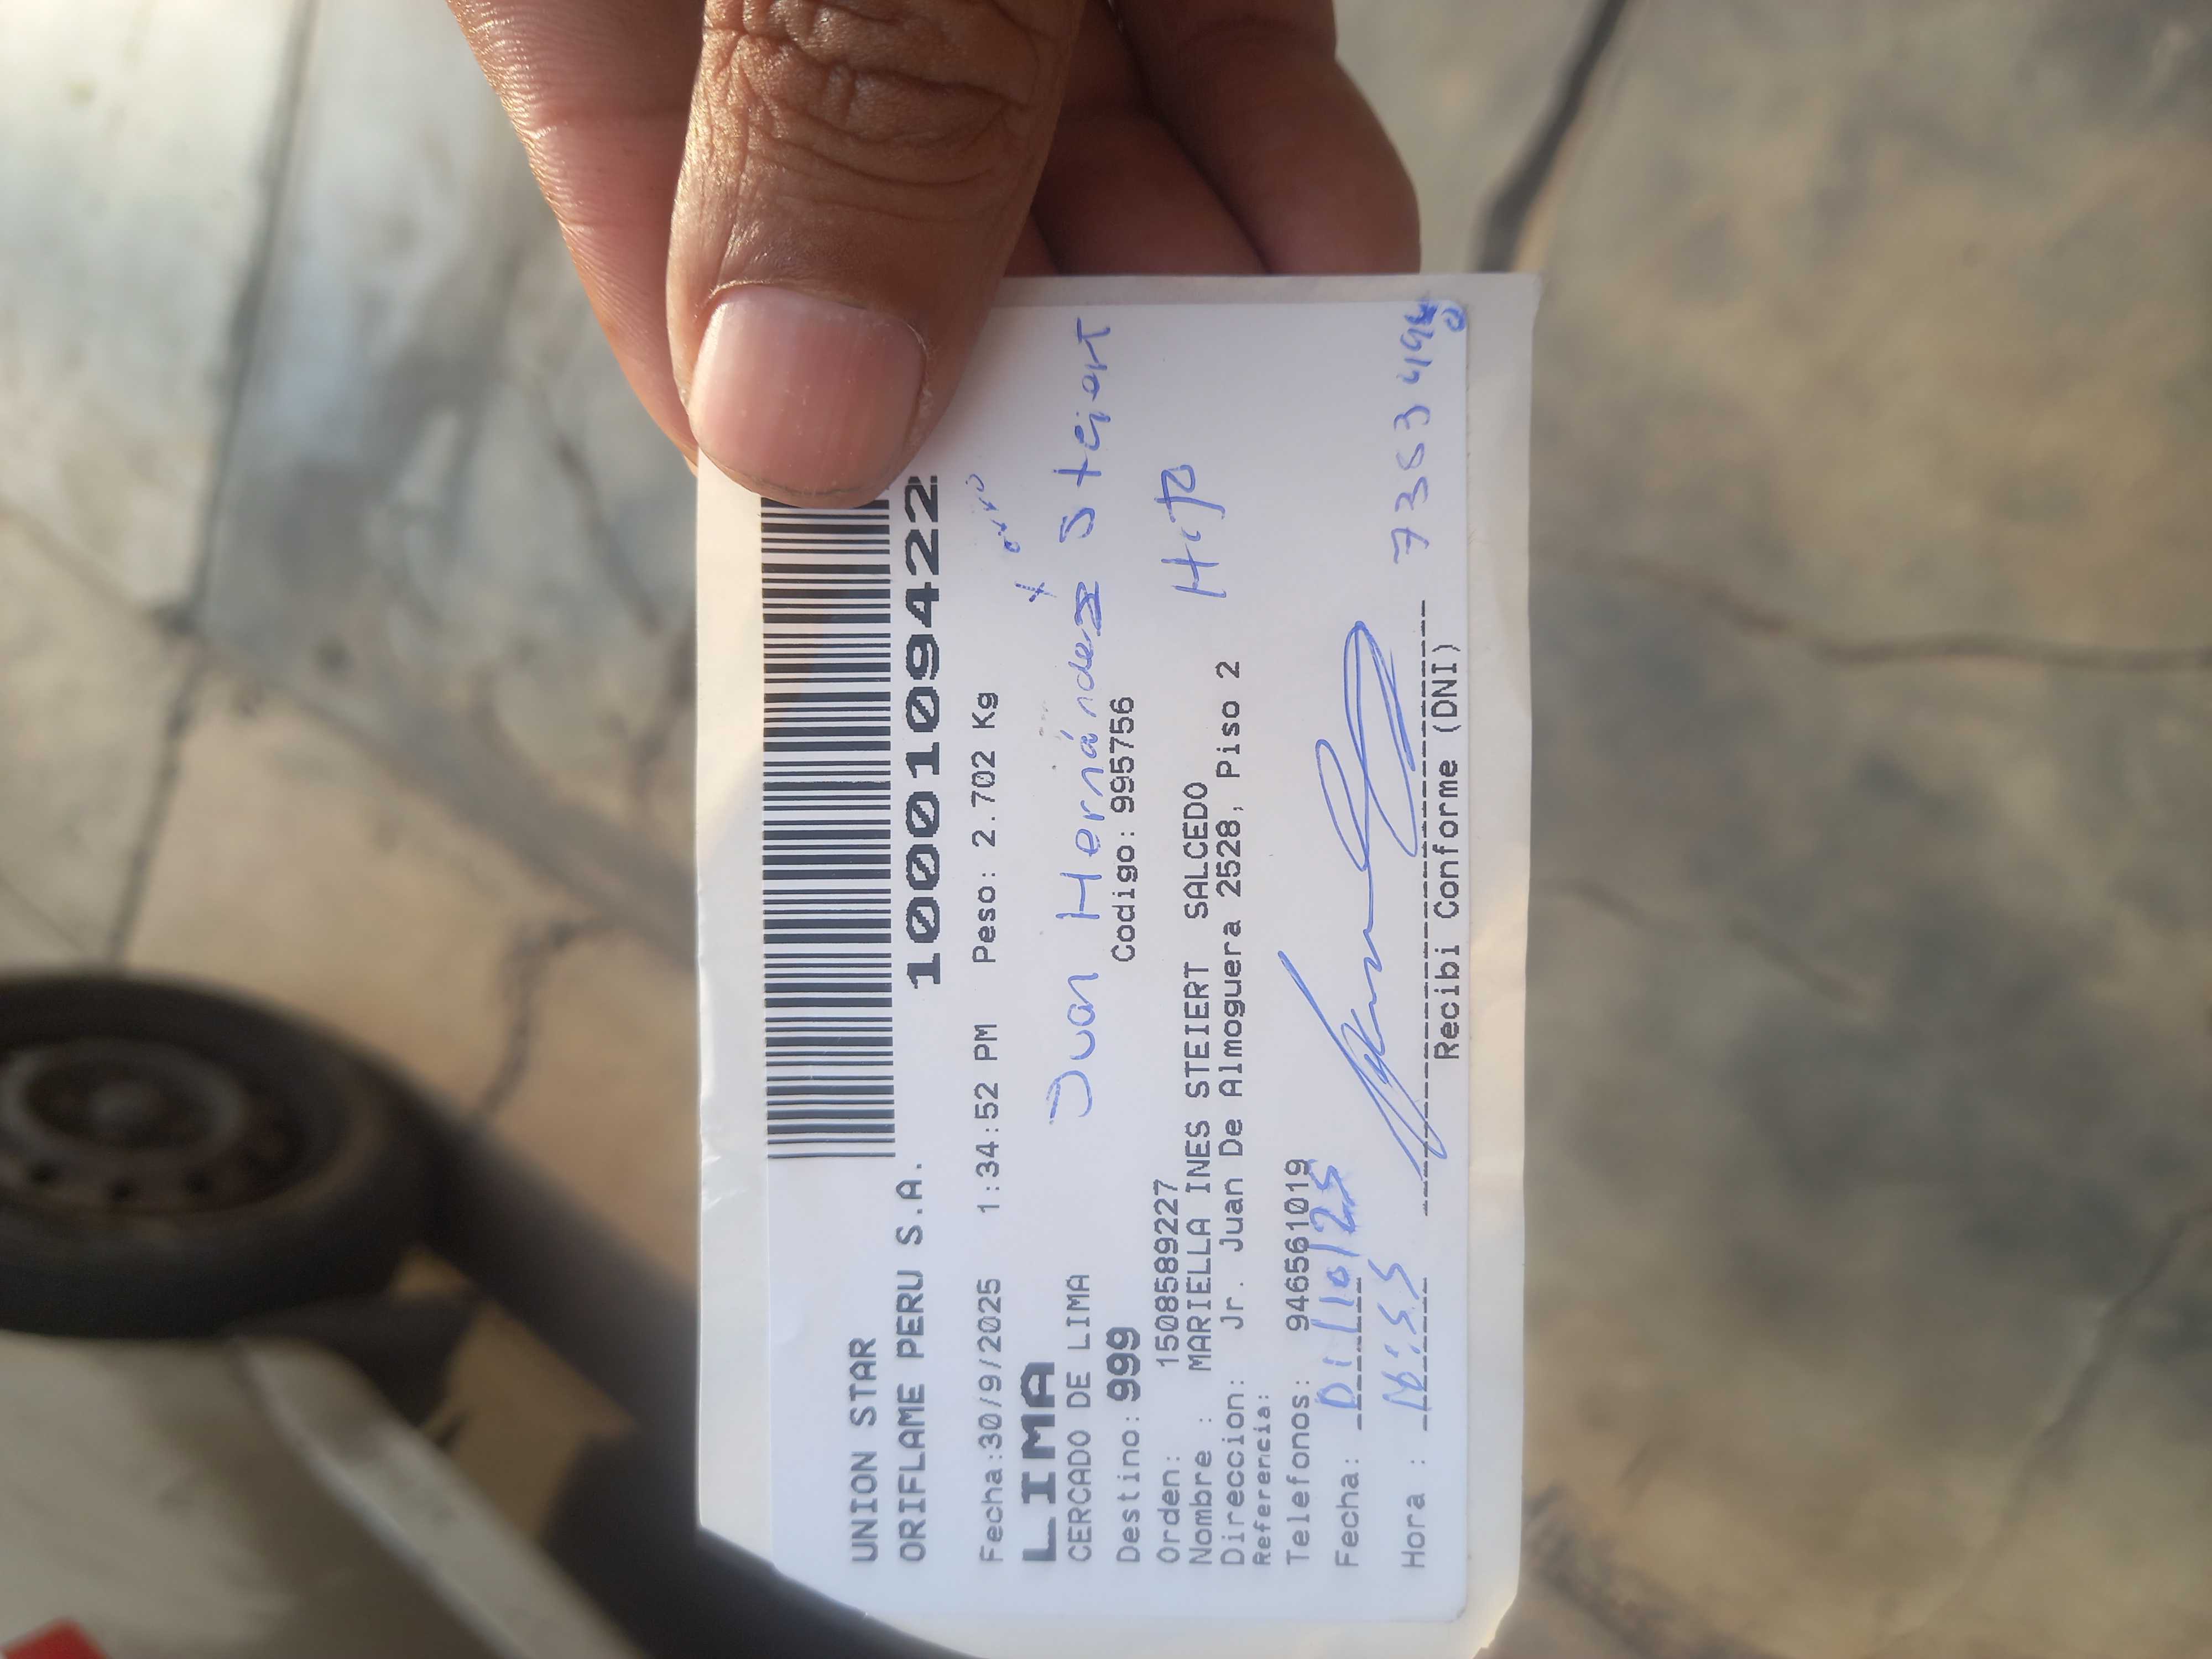 UNION STAR
ORIFLAME PERU S.A.
1000109422
Fecha:30/9/2025 1:34:52 PM Peso: 2.702 Kg
LIMA
CERCADO DE LIMA
Juan Hernández Steiert
Destino: 999 Codigo: 995756
Orden: 1508589227
Hijo
Nombre : MARIELLA INES STEIERT SALCEDO
Direccion: Jr. Juan De Almoguera 2528, Piso 2
Referencia:
Telefonos: 946561019
Fecha: 01/10/25
Hora :
Recibi Conforme (DNI)